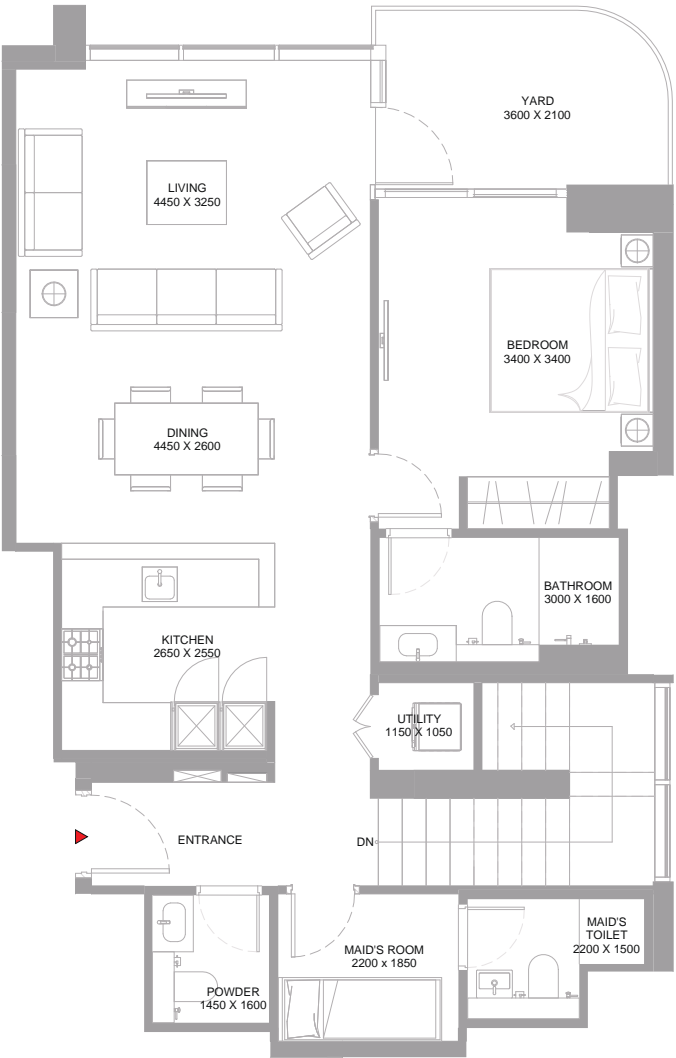 YARD
3600 X 2100
LIVING
4450 X 3250
BEDROOM
3400 X 3400
DINING
4450 X 2600
BATHROOM
3000 X 1600
KITCHEN
2650 X 2550
UTILITY
1150 X 1050
ENTRANCE
DN
MAID'S
TOILET
2200 X 1500
MAID'S ROOM
2200 x 1850
POWDER
1450 X 1600